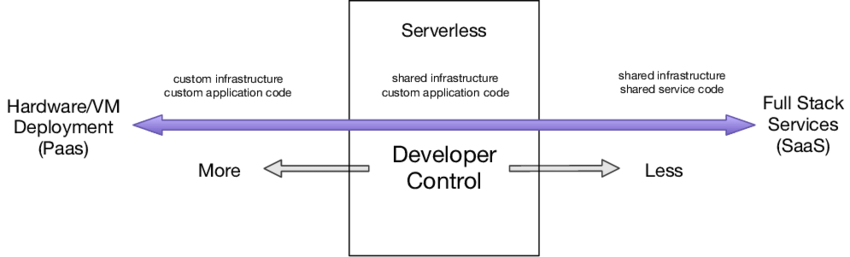 Serverless
custom infrastructure
custom application code
shared infrastructure
custom application code
shared infrastructure
shared service code
Hardware/VM
Deployment
(Paas)
Full Stack
Services
(SaaS)
More
Developer
Control
Less